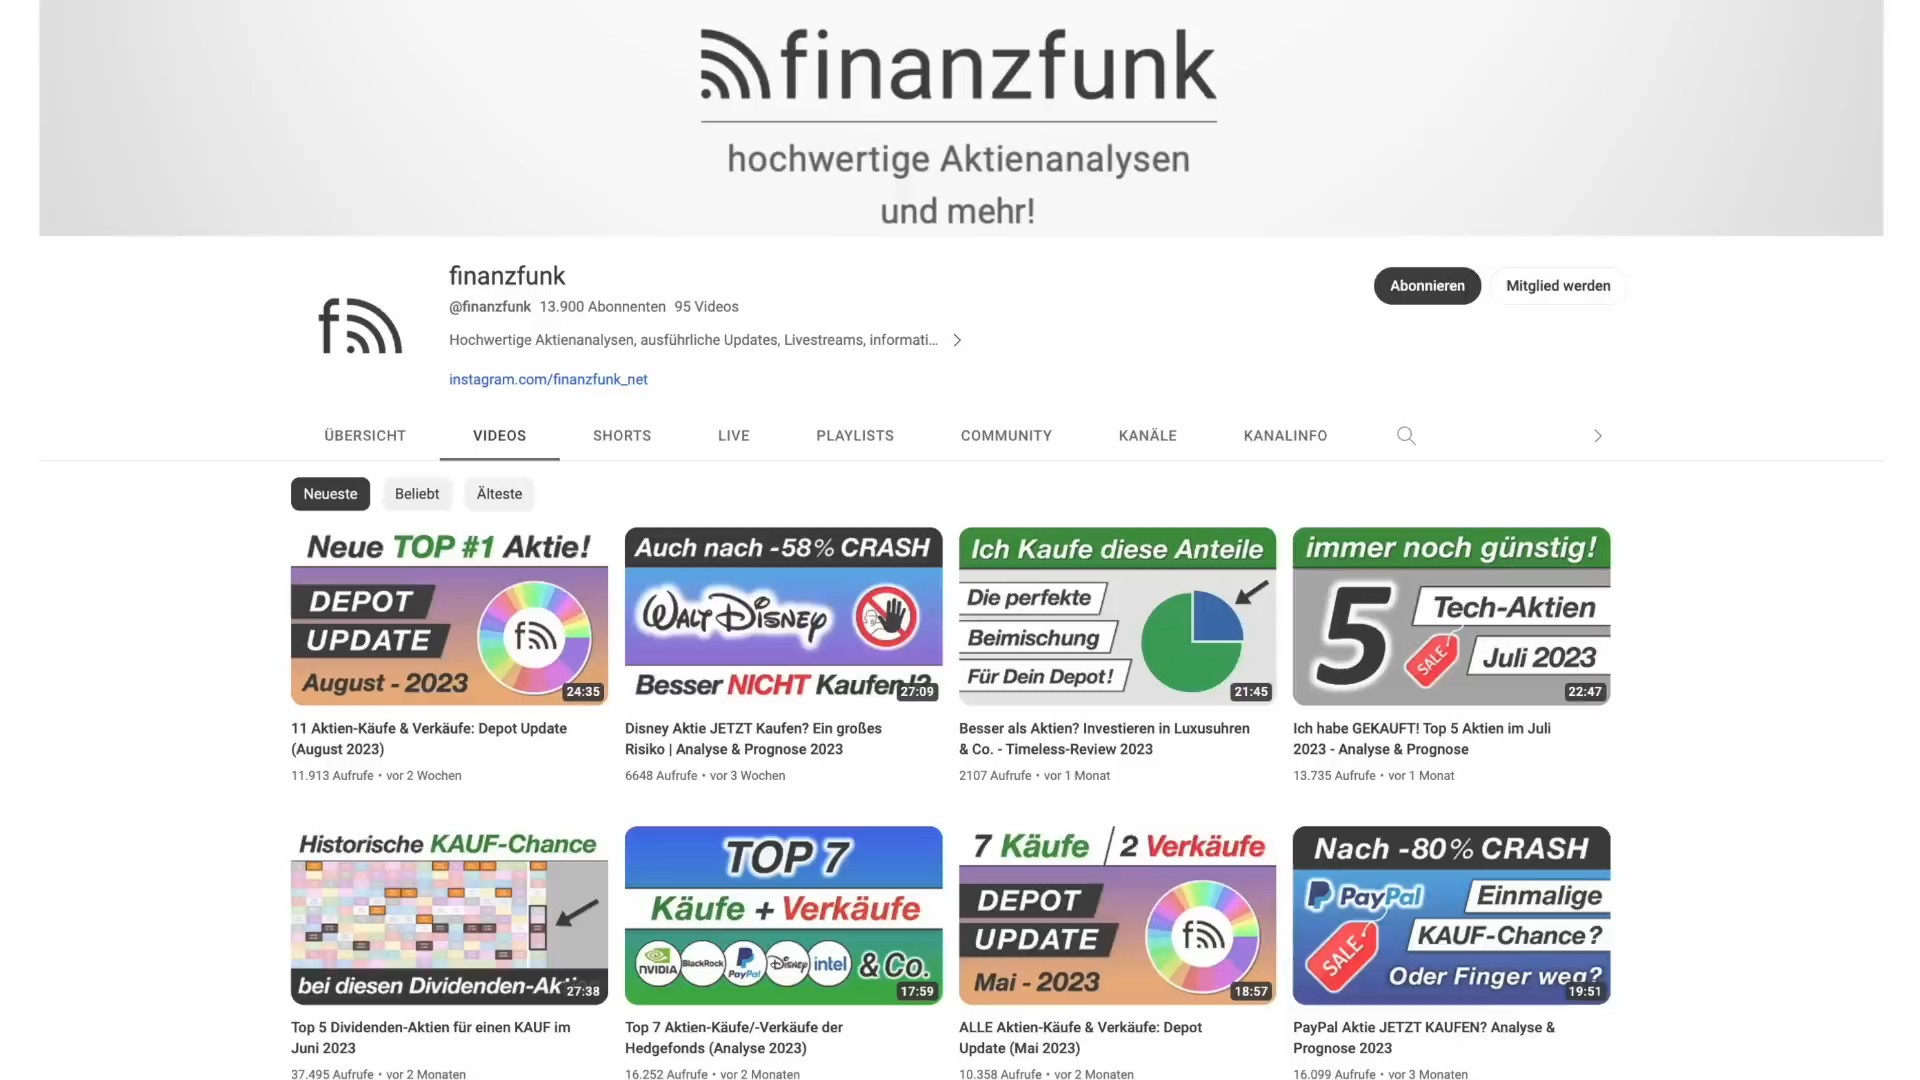 finanzfunk
hochwertige Aktienanalysen
und mehr!
finanzfunk
@finanzfunk 13.900 Abonnenten 95 Videos
Hochwertige Aktienanalysen, ausführliche Updates, Livestreams, informati...
instagram.com/finanzfunk_net
Abonnieren
Mitglied werden
ÜBERSICHT VIDEOS SHORTS LIVE PLAYLISTS COMMUNITY KANÄLE KANALINFO
Neueste Beliebt Älteste
Neue TOP #1 Aktie!
DEPOT
UPDATE
August - 2023
24:35
11 Aktien-Käufe & Verkäufe: Depot Update
(August 2023)
11.913 Aufrufe • vor 2 Wochen
Auch nach -58% CRASH
WALT DISNEY
Besser NICHT Kaufen!?
27:09
Disney Aktie JETZT Kaufen? Ein großes
Risiko | Analyse & Prognose 2023
6648 Aufrufe • vor 3 Wochen
Ich Kaufe diese Anteile
Die perfekte
Beimischung
Für Dein Depot!
21:45
Besser als Aktien? Investieren in Luxusuhren
& Co. - Timeless-Review 2023
2107 Aufrufe • vor 1 Monat
immer noch günstig!
5
Tech-Aktien
SALE
Juli 2023
22:47
Ich habe GEKAUFT! Top 5 Aktien im Juli
2023 - Analyse & Prognose
13.735 Aufrufe • vor 1 Monat
Historische KAUF-Chance
bei diesen Dividenden-Ak
27:38
Top 5 Dividenden-Aktien für einen KAUF im
Juni 2023
37.495 Aufrufe • vor 2 Monaten
TOP 7
Käufe + Verkäufe
NVIDIA BlackRock PayPal Disney intel & Co.
17:59
Top 7 Aktien-Käufe/-Verkäufe der
Hedgefonds (Analyse 2023)
16.252 Aufrufe • vor 2 Monaten
7 Käufe / 2 Verkäufe
DEPOT
UPDATE
Mai - 2023
18:57
ALLE Aktien-Käufe & Verkäufe: Depot
Update (Mai 2023)
10.358 Aufrufe • vor 2 Monaten
Nach -80% CRASH
PayPal
Einmalige
SALE
KAUF-Chance?
Oder Finger weg?
19:51
PayPal Aktie JETZT KAUFEN? Analyse &
Prognose 2023
16.099 Aufrufe • vor 3 Monaten